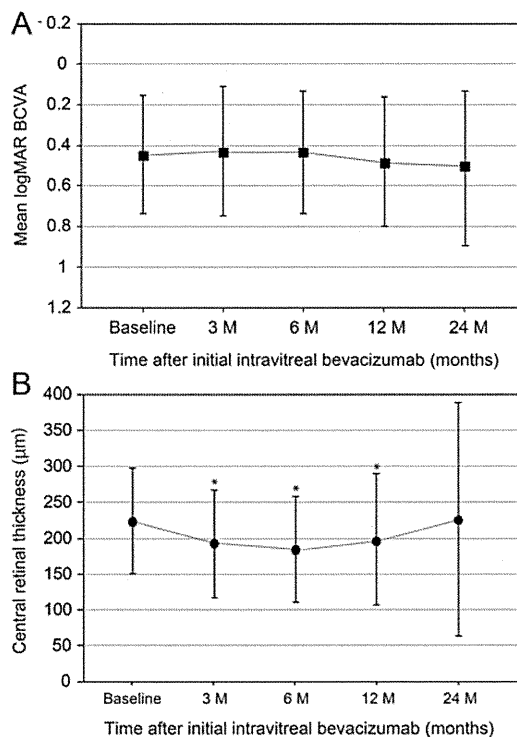 A
- 0.2
0
0.2
0.4
0.6
0.8
1
1.2
Mean logMAR BCVA
Baseline 3 M 6 M 12 M 24 M
Time after initial intravitreal bevacizumab (months)
B
400
350
300
250
200
150
100
50
0
Central retinal thickness (µm)
* * *
Baseline 3 M 6 M 12 M 24 M
Time after initial intravitreal bevacizumab (months)